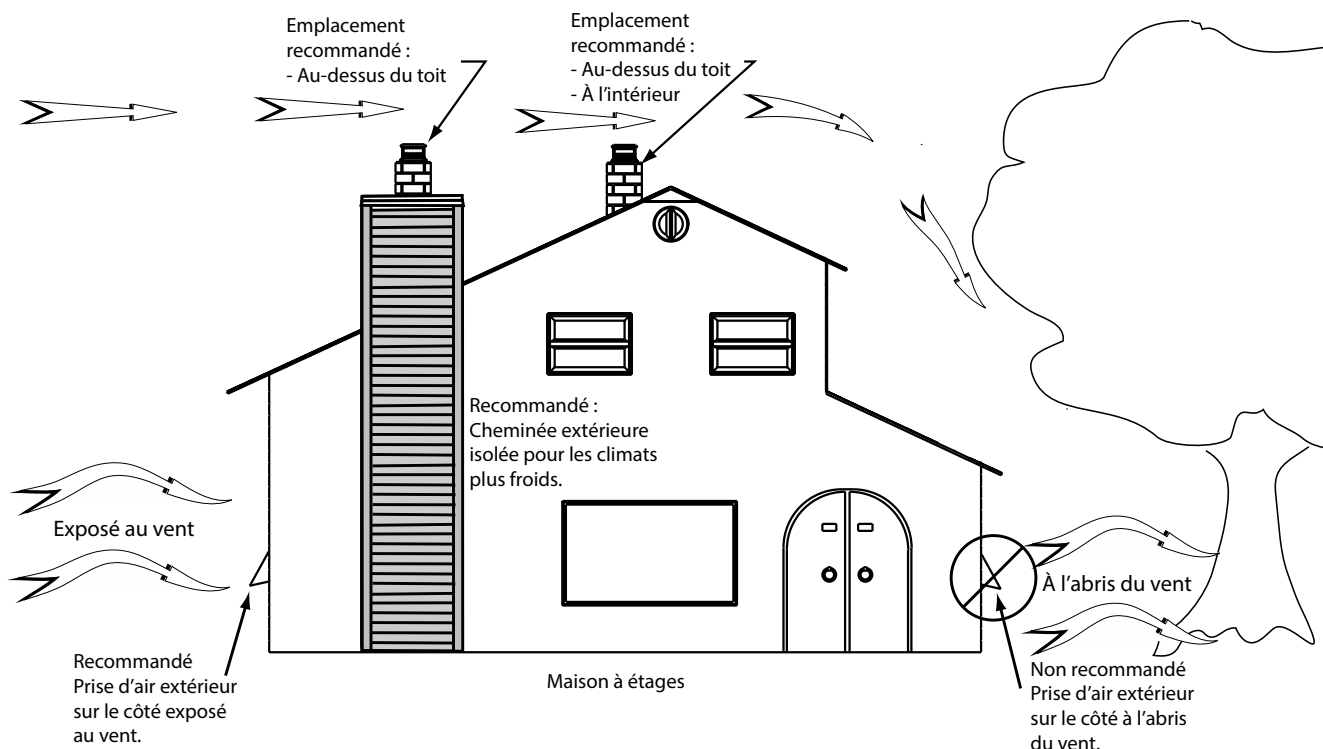 Emplacement
recommandé :
- Au-dessus du toit
Emplacement
recommandé :
- Au-dessus du toit
- À l’intérieur
Recommandé :
Cheminée extérieure
isolée pour les climats
plus froids.
Exposé au vent
À l’abris du vent
Recommandé
Prise d’air extérieur
sur le côté exposé
au vent.
Maison à étages
Non recommandé
Prise d’air extérieur
sur le côté à l’abris
du vent.